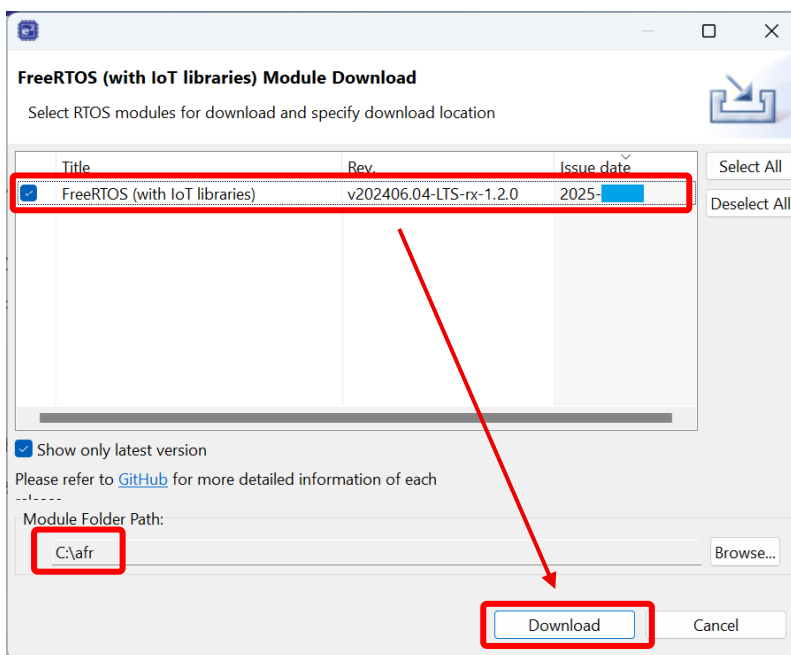 FreeRTOS (with IoT libraries) Module Download
Select RTOS modules for download and specify download location
Title Rev. Issue date
FreeRTOS (with IoT libraries) v202406.04-LTS-rx-1.2.0 2025-
Select All
Deselect All
Show only latest version
Please refer to GitHub for more detailed information of each
Module Folder Path:
C:\afr
Browse...
Download Cancel